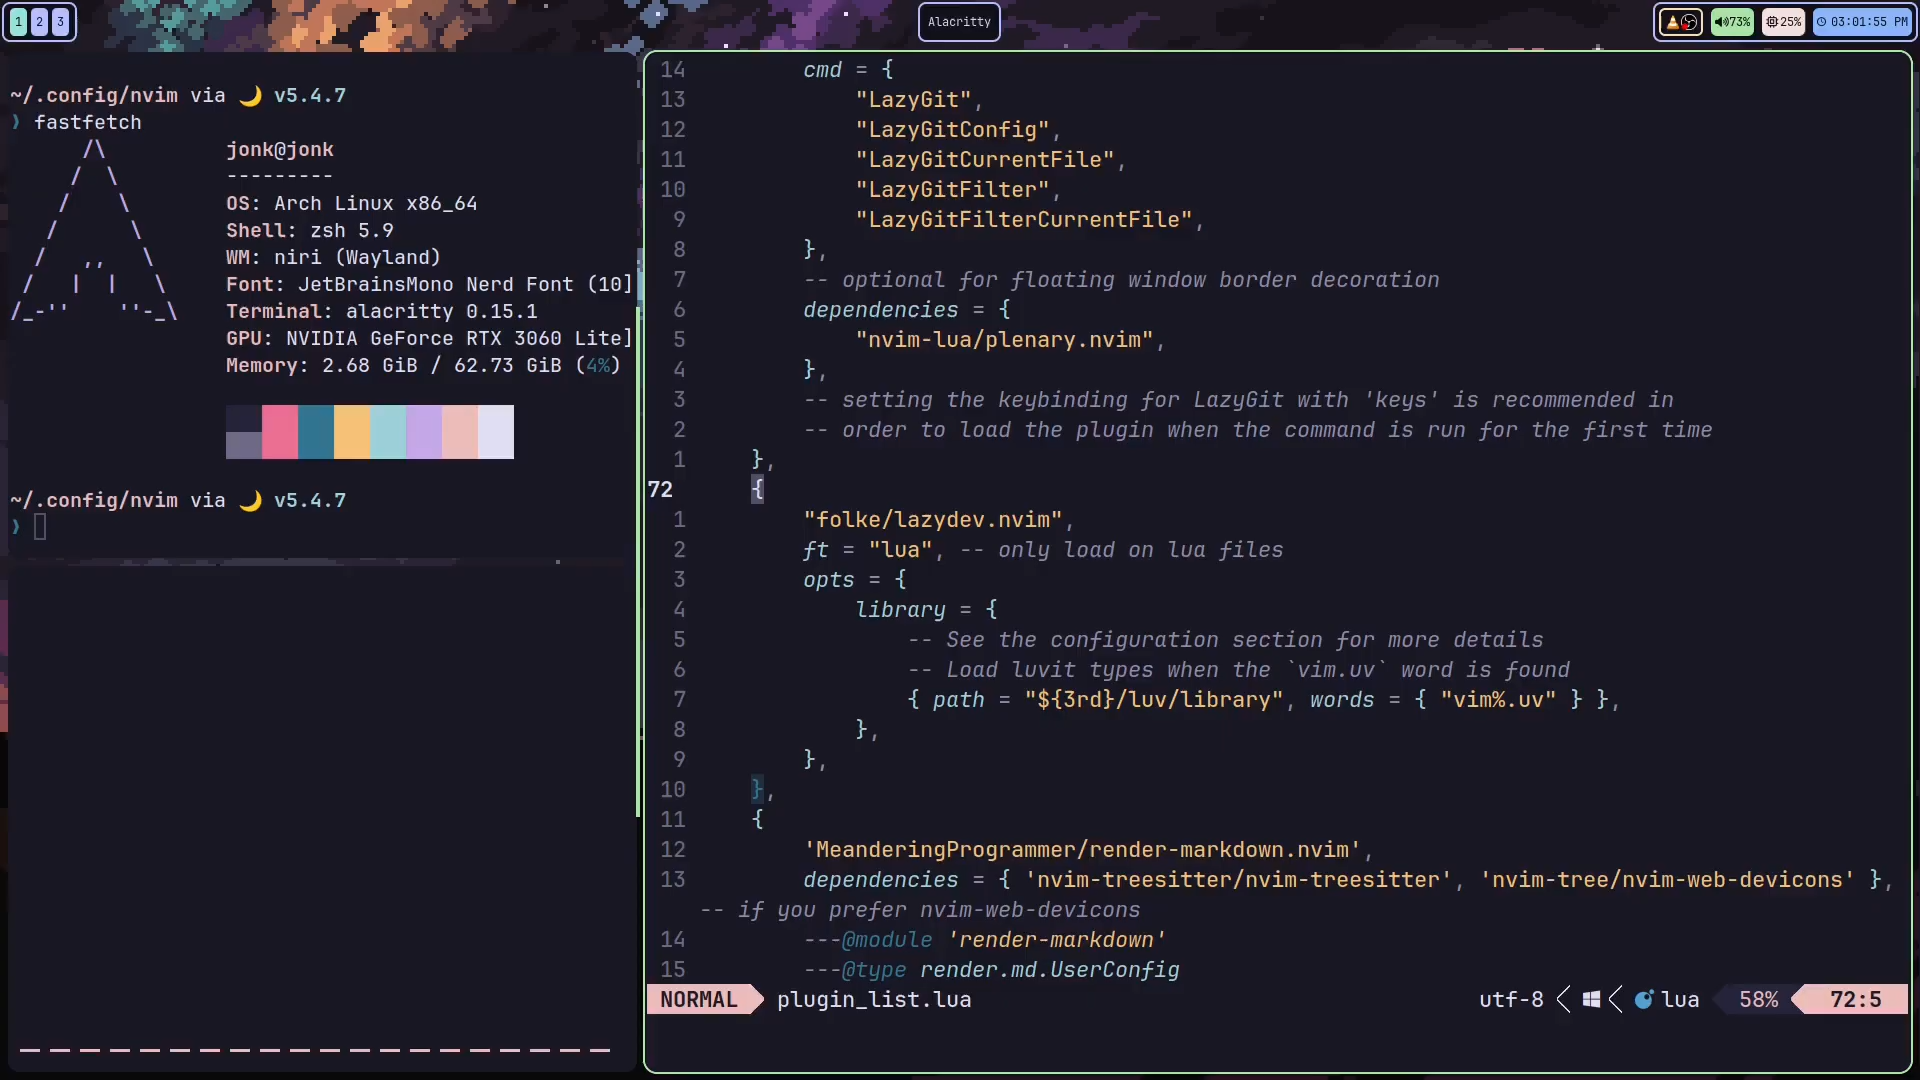 1 2 3
Alacritty
73% 25% 03:01:55 PM
~/.config/nvim via 🌙 v5.4.7
❯ fastfetch
/\
/  \
/    \
/      \
/   ,,   \
/   |  |   \
/_-''    ''-_\
jonk@jonk
---------
OS: Arch Linux x86_64
Shell: zsh 5.9
WM: niri (Wayland)
Font: JetBrainsMono Nerd Font (10]
Terminal: alacritty 0.15.1
GPU: NVIDIA GeForce RTX 3060 Lite]
Memory: 2.68 GiB / 62.73 GiB (4%)
~/.config/nvim via 🌙 v5.4.7
❯
14 cmd = {
13 "LazyGit",
12 "LazyGitConfig",
11 "LazyGitCurrentFile",
10 "LazyGitFilter",
9 "LazyGitFilterCurrentFile",
8 },
7 -- optional for floating window border decoration
6 dependencies = {
5 "nvim-lua/plenary.nvim",
4 },
3 -- setting the keybinding for LazyGit with 'keys' is recommended in
2 -- order to load the plugin when the command is run for the first time
1 },
72 {
1 "folke/lazydev.nvim",
2 ft = "lua", -- only load on lua files
3 opts = {
4 library = {
5 -- See the configuration section for more details
6 -- Load luvit types when the `vim.uv` word is found
7 { path = "${3rd}/luv/library", words = { "vim%.uv" } },
8 },
9 },
10 },
11 {
12 'MeanderingProgrammer/render-markdown.nvim',
13 dependencies = { 'nvim-treesitter/nvim-treesitter', 'nvim-tree/nvim-web-devicons' },
-- if you prefer nvim-web-devicons
14 ---@module 'render-markdown'
15 ---@type render.md.UserConfig
NORMAL plugin_list.lua utf-8 lua 58% 72:5